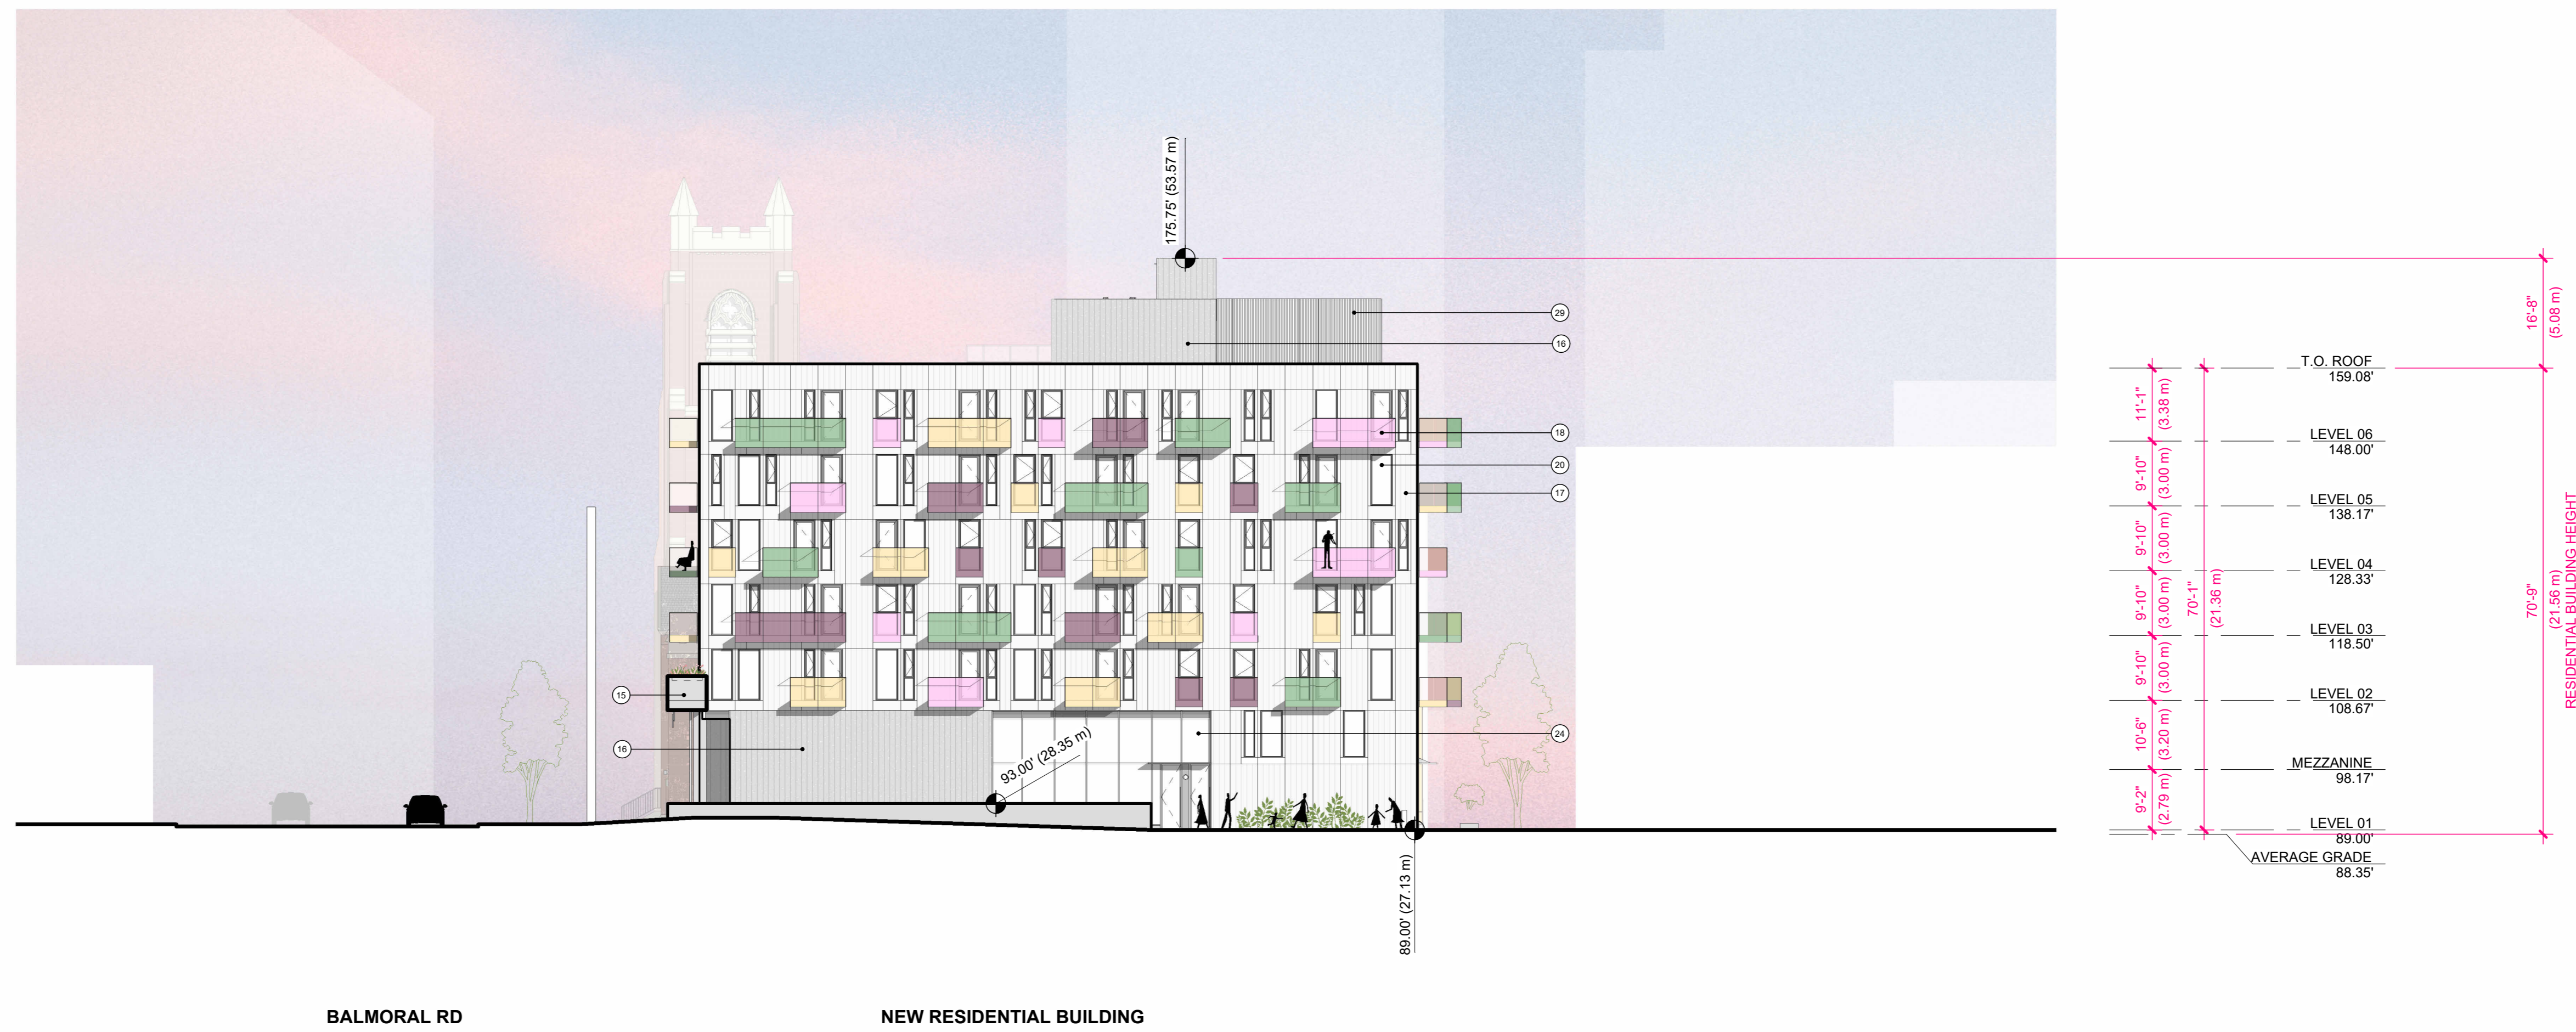 175.75' (53.57 m)
29
16
18
20
17
15
16
24
93.00' (28.35 m)
89.00' (27.13 m)
T.O. ROOF
159.08'
LEVEL 06
148.00'
LEVEL 05
138.17'
LEVEL 04
128.33'
LEVEL 03
118.50'
LEVEL 02
108.67'
MEZZANINE
98.17'
LEVEL 01
89.00'
AVERAGE GRADE
88.35'
11'-1"
(3.38 m)
9'-10"
(3.00 m)
9'-10"
(3.00 m)
9'-10"
(3.00 m)
9'-10"
(3.00 m)
10'-6"
(3.20 m)
9'-2"
(2.79 m)
70'-1"
(21.36 m)
16'-8"
(5.08 m)
70'-9"
(21.56 m)
RESIDENTIAL BUILDING HEIGHT
BALMORAL RD
NEW RESIDENTIAL BUILDING